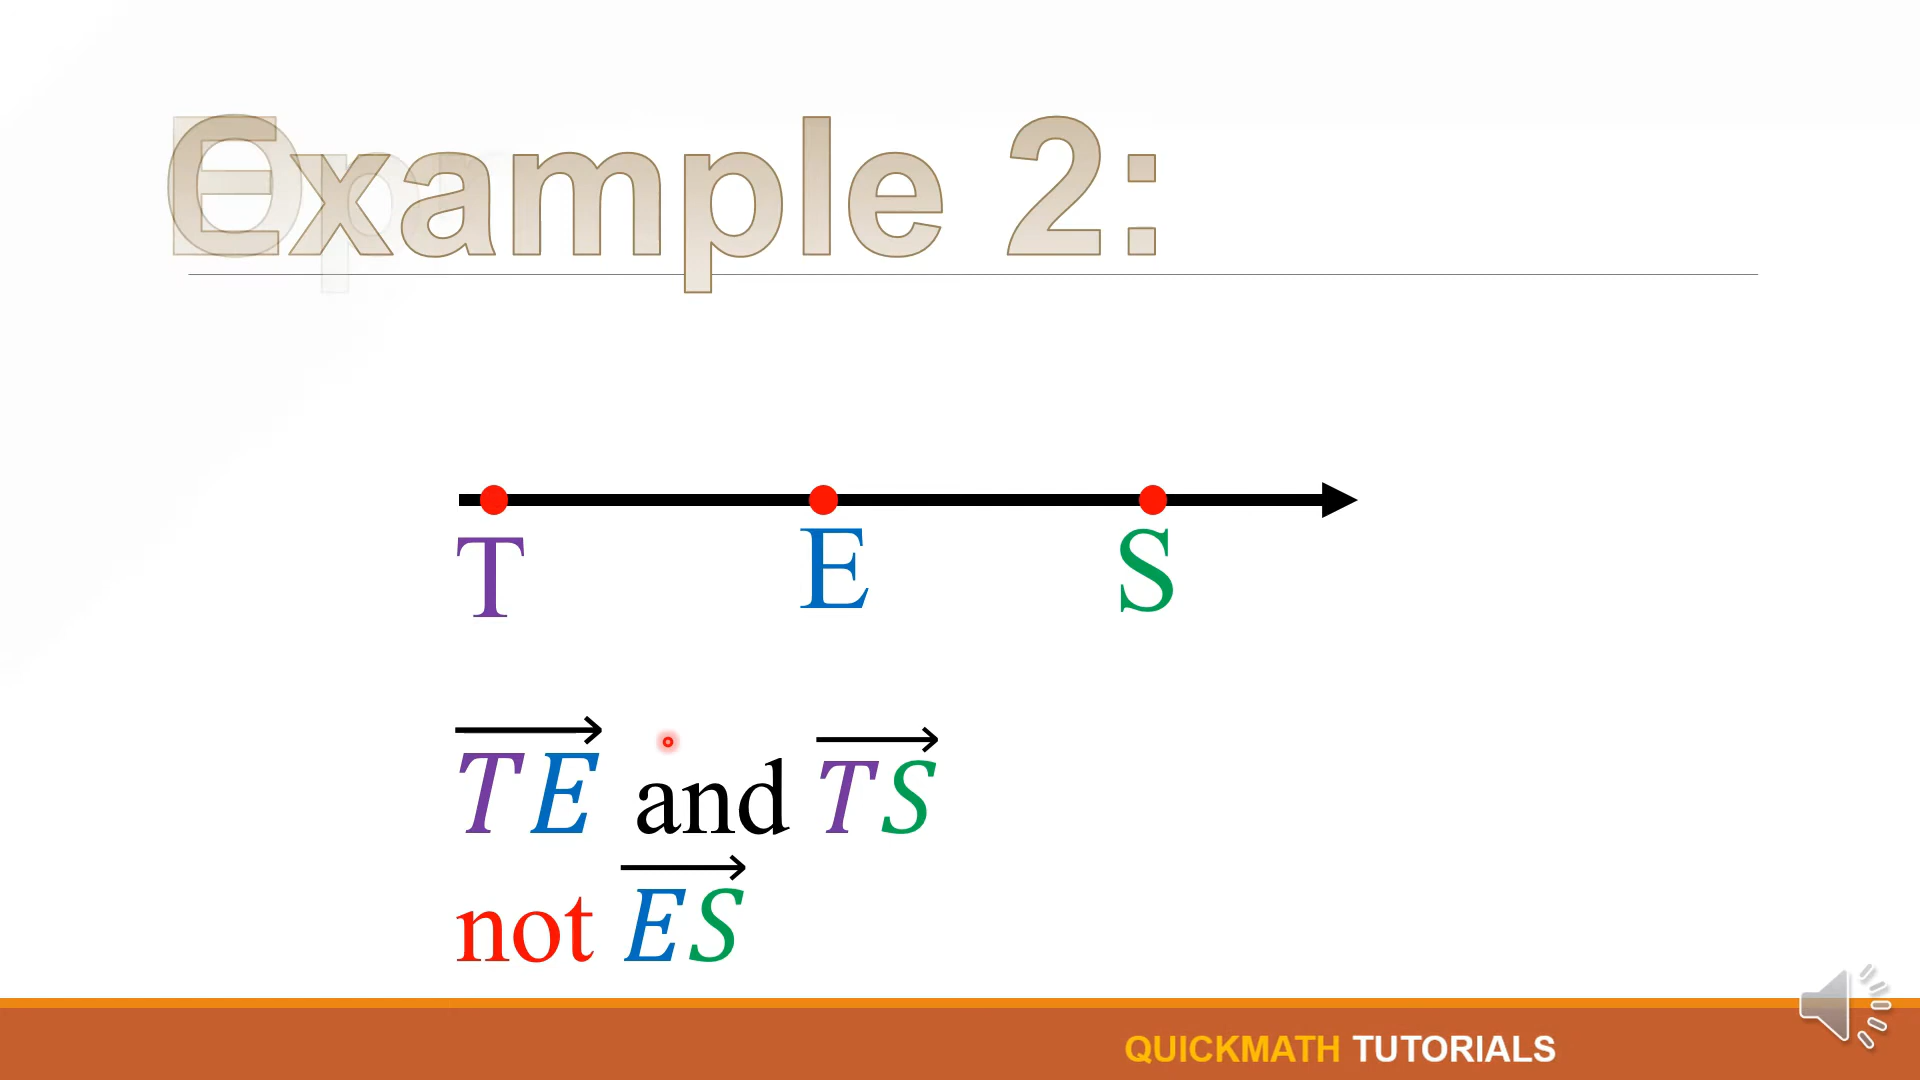 Example 2:
T E S
TE and TS
not ES
QUICKMATH TUTORIALS